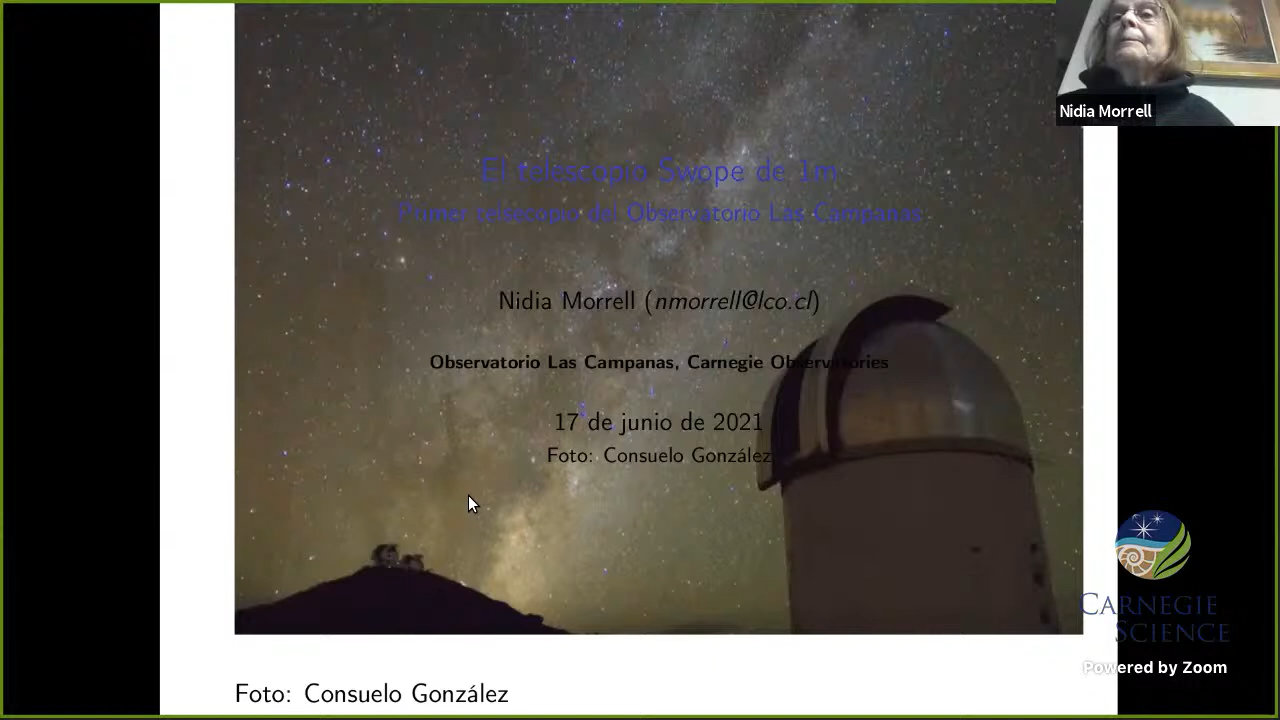 El telescopio Swope de 1m
Primer telescopio del Observatorio Las Campanas
Nidia Morrell (nmorrell@lco.cl)
Observatorio Las Campanas, Carnegie Observatories
17 de junio de 2021
Foto: Consuelo González
Foto: Consuelo González
Nidia Morrell
CARNEGIE
SCIENCE
Powered by Zoom